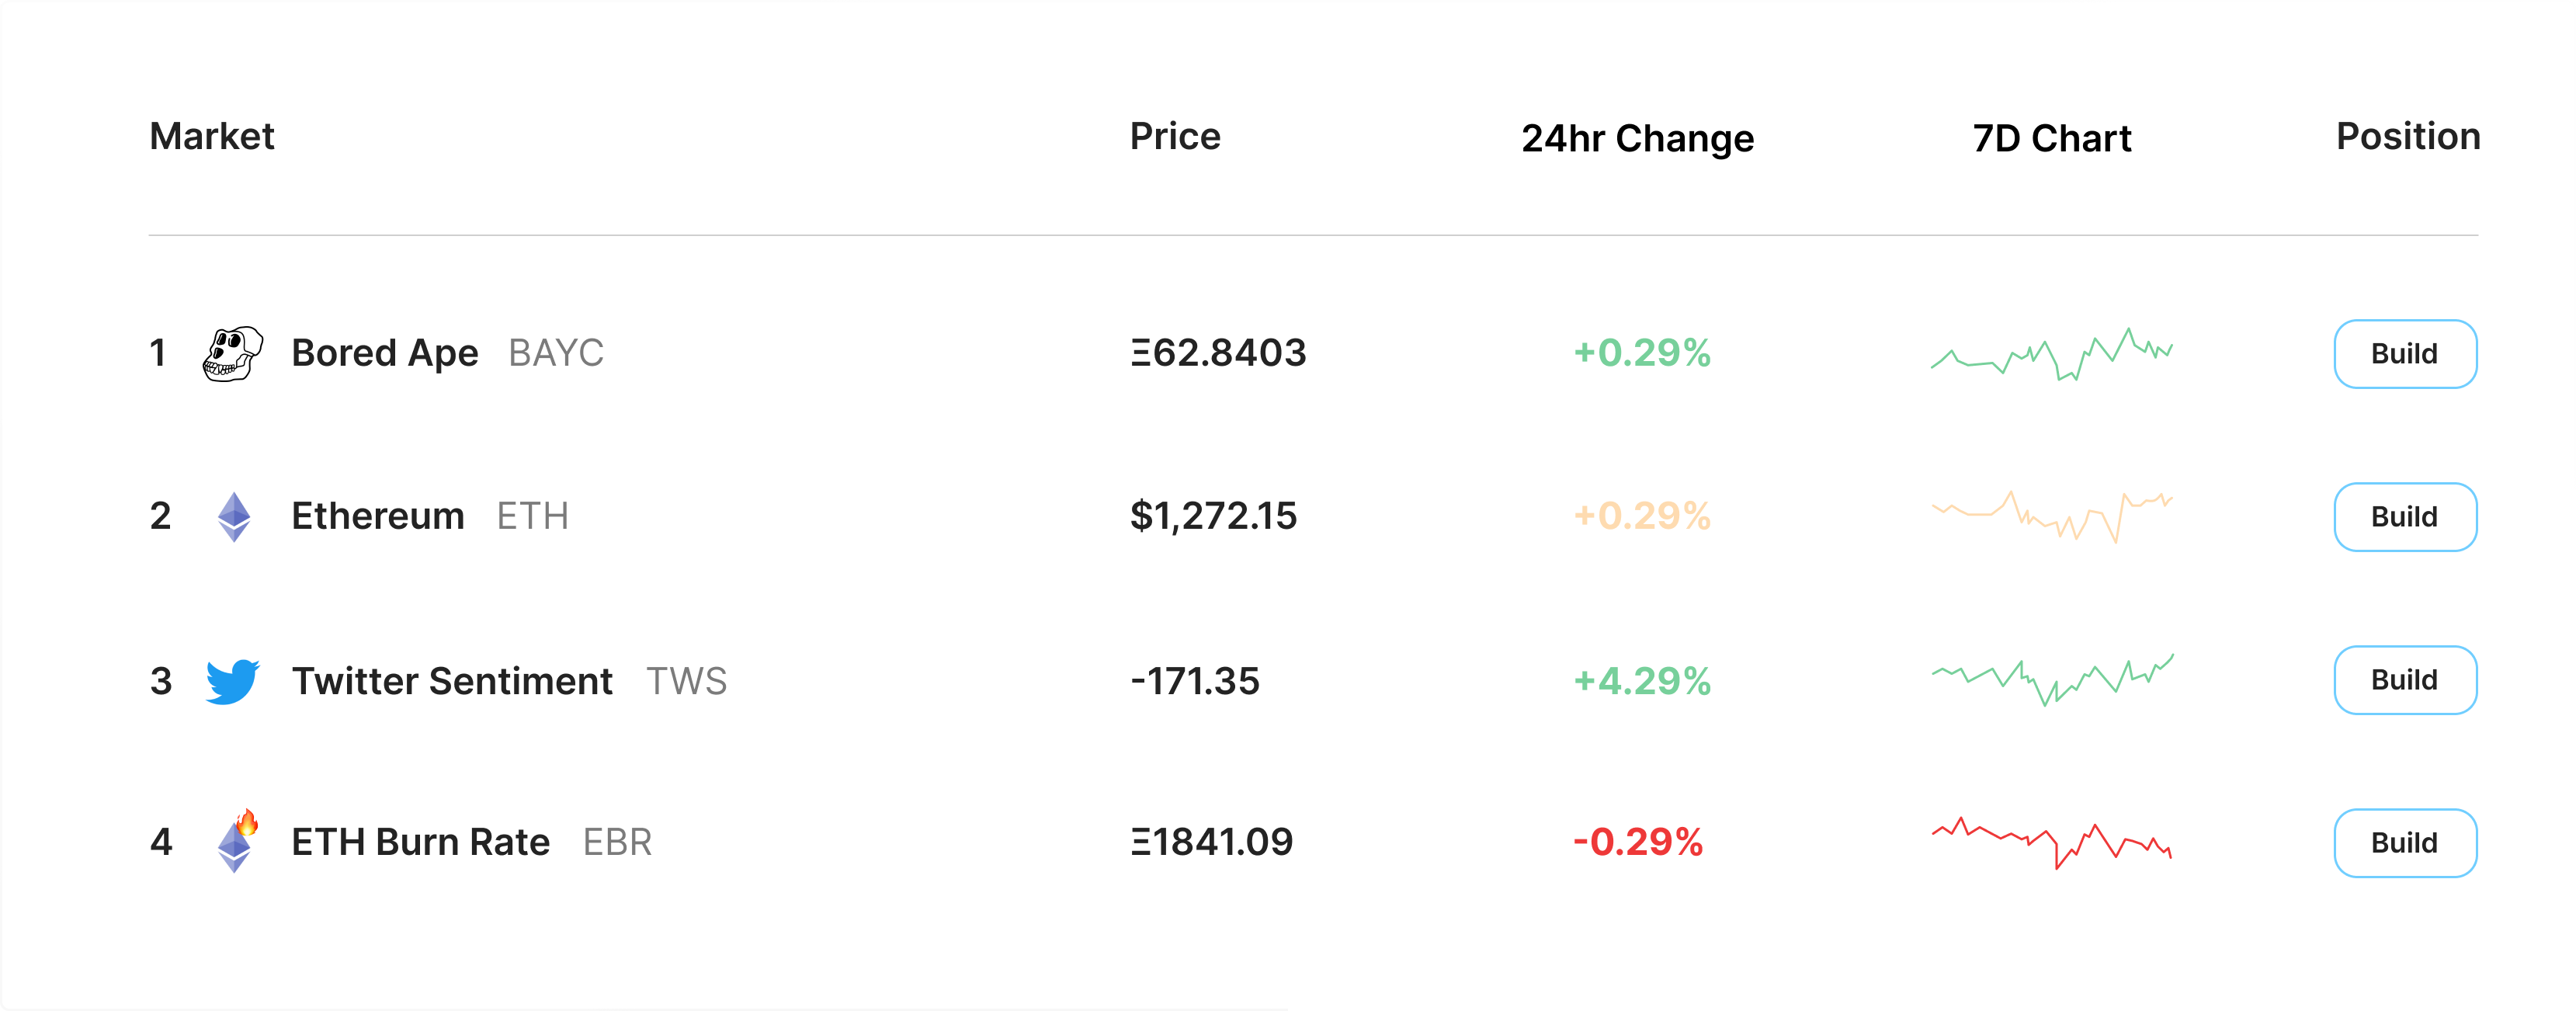 Market Price 24hr Change 7D Chart Position
1 Bored Ape BAYC Ξ62.8403 +0.29% Build
2 Ethereum ETH $1,272.15 +0.29% Build
3 Twitter Sentiment TWS -171.35 +4.29% Build
4 ETH Burn Rate EBR Ξ1841.09 -0.29% Build